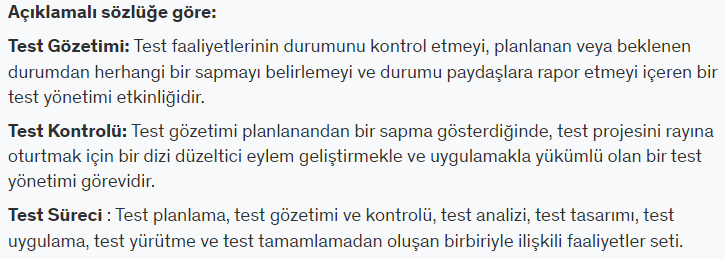 Açıklamalı sözlüğe göre:
Test Gözetimi: Test faaliyetlerinin durumunu kontrol etmeyi, planlanan veya beklenen
durumdan herhangi bir sapmayı belirlemeyi ve durumu paydaşlara rapor etmeyi içeren bir
test yönetimi etkinliğidir.
Test Kontrolü: Test gözetimi planlanandan bir sapma gösterdiğinde, test projesini rayına
oturtmak için bir dizi düzeltici eylem geliştirmekle ve uygulamakla yükümlü olan bir test
yönetimi görevidir.
Test Süreci : Test planlama, test gözetimi ve kontrolü, test analizi, test tasarımı, test
uygulama, test yürütme ve test tamamlamadan oluşan birbiriyle ilişkili faaliyetler seti.